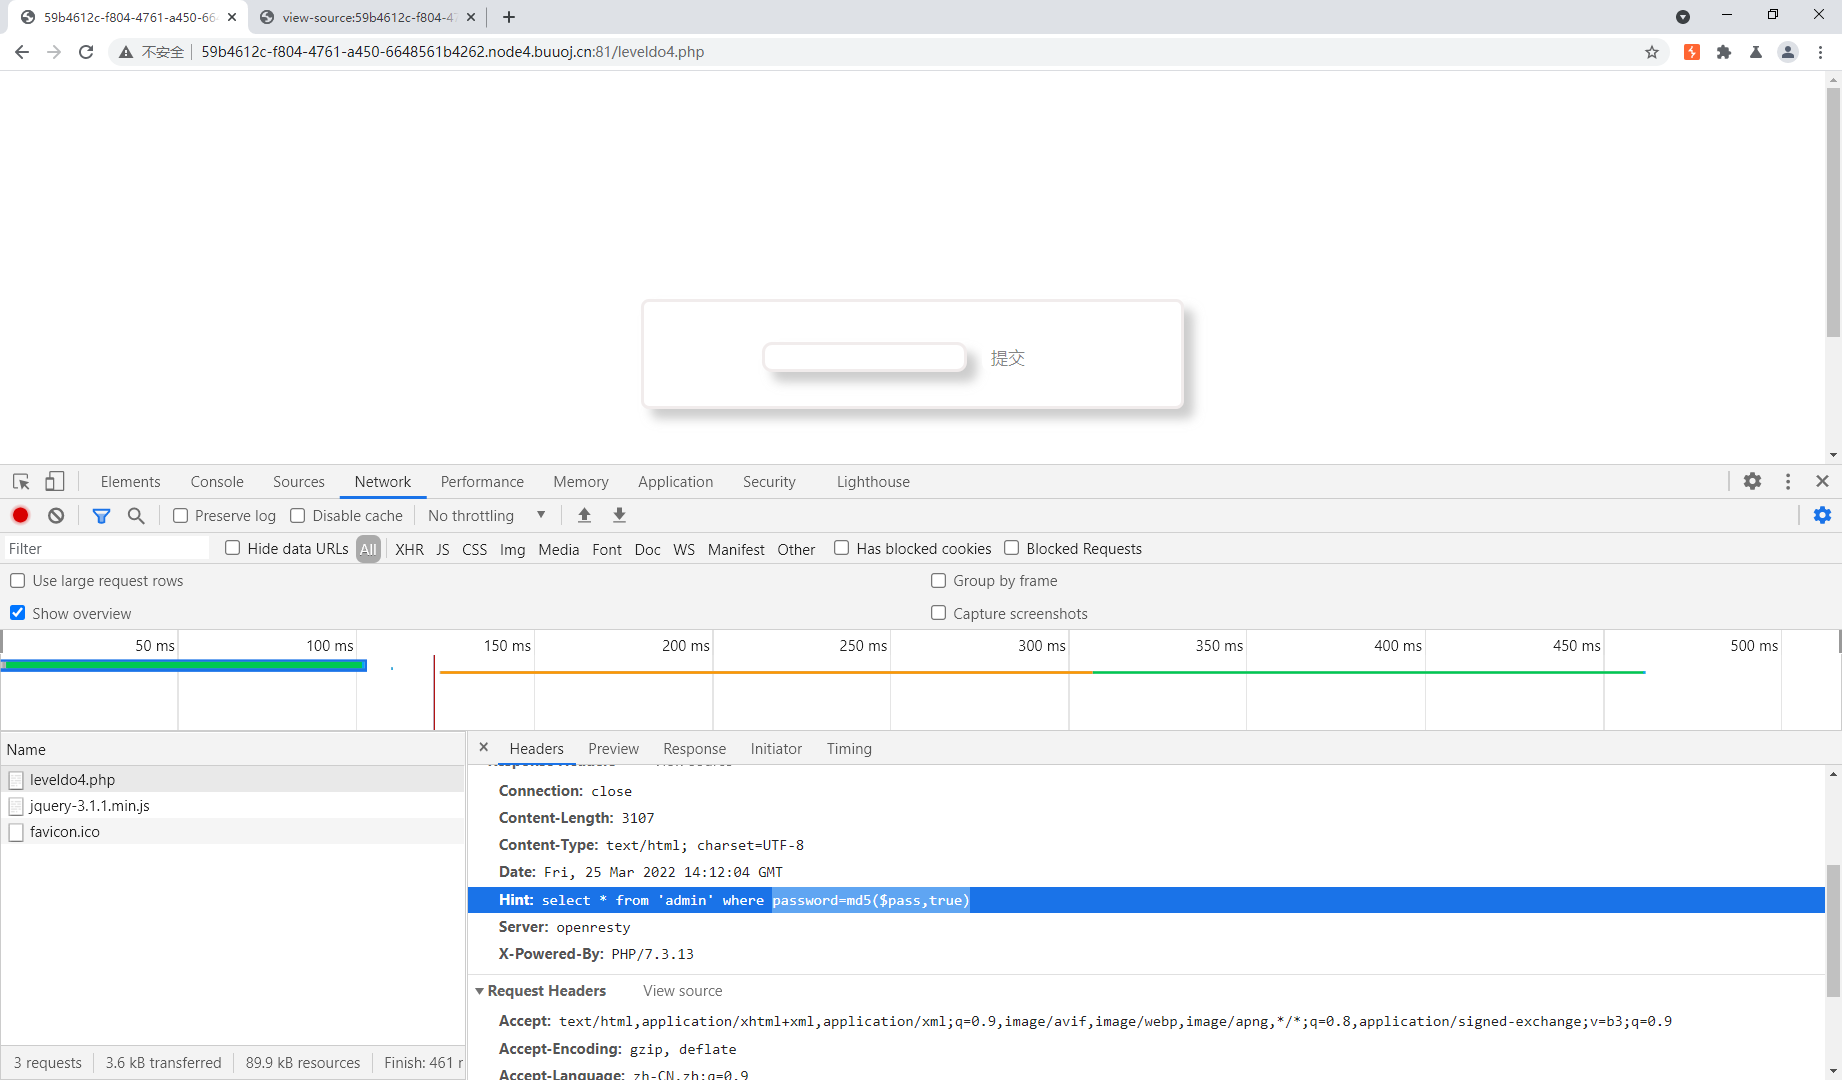 59b4612c-f804-4761-a450-66
view-source:59b4612c-f804-47
不安全
59b4612c-f804-4761-a450-6648561b4262.node4.buuoj.cn:81/leveldo4.php
提交
Elements Console Sources Network Performance Memory Application Security Lighthouse
Preserve log Disable cache No throttling
Filter Hide data URLs All XHR JS CSS Img Media Font Doc WS Manifest Other Has blocked cookies Blocked Requests
Use large request rows Group by frame
Show overview Capture screenshots
50 ms 100 ms 150 ms 200 ms 250 ms 300 ms 350 ms 400 ms 450 ms 500 ms
Name
leveldo4.php
jquery-3.1.1.min.js
favicon.ico
3 requests 3.6 kB transferred 89.9 kB resources Finish: 461
Headers Preview Response Initiator Timing
Response Headers view source
Connection: close
Content-Length: 3107
Content-Type: text/html; charset=UTF-8
Date: Fri, 25 Mar 2022 14:12:04 GMT
Hint: select * from 'admin' where password=md5($pass,true)
Server: openresty
X-Powered-By: PHP/7.3.13
Request Headers View source
Accept: text/html,application/xhtml+xml,application/xml;q=0.9,image/avif,image/webp,image/apng,*/*;q=0.8,application/signed-exchange;v=b3;q=0.9
Accept-Encoding: gzip, deflate
Accept-Language: zh-CN,zh;q=0.9